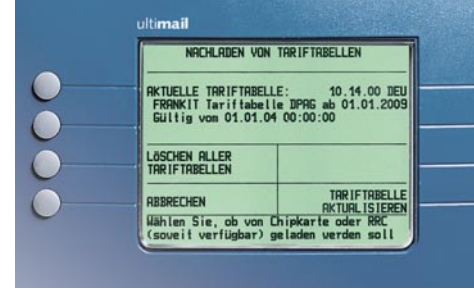 ultimail
NACHLADEN VON TARIFTABELLEN
AKTUELLE TARIFTABELLE: 10.14.00 DEU
FRANKIT Tariftabelle DPAG ab 01.01.2009
Gültig von 01.01.04 00:00:00
LöSCHEN ALLER
TARIFTABELLEN
ABBRECHEN
TARIFTABELLE
AKTUALISIEREN
Wählen Sie, ob von Chipkarte oder RRC
(soweit verfügbar) geladen werden soll